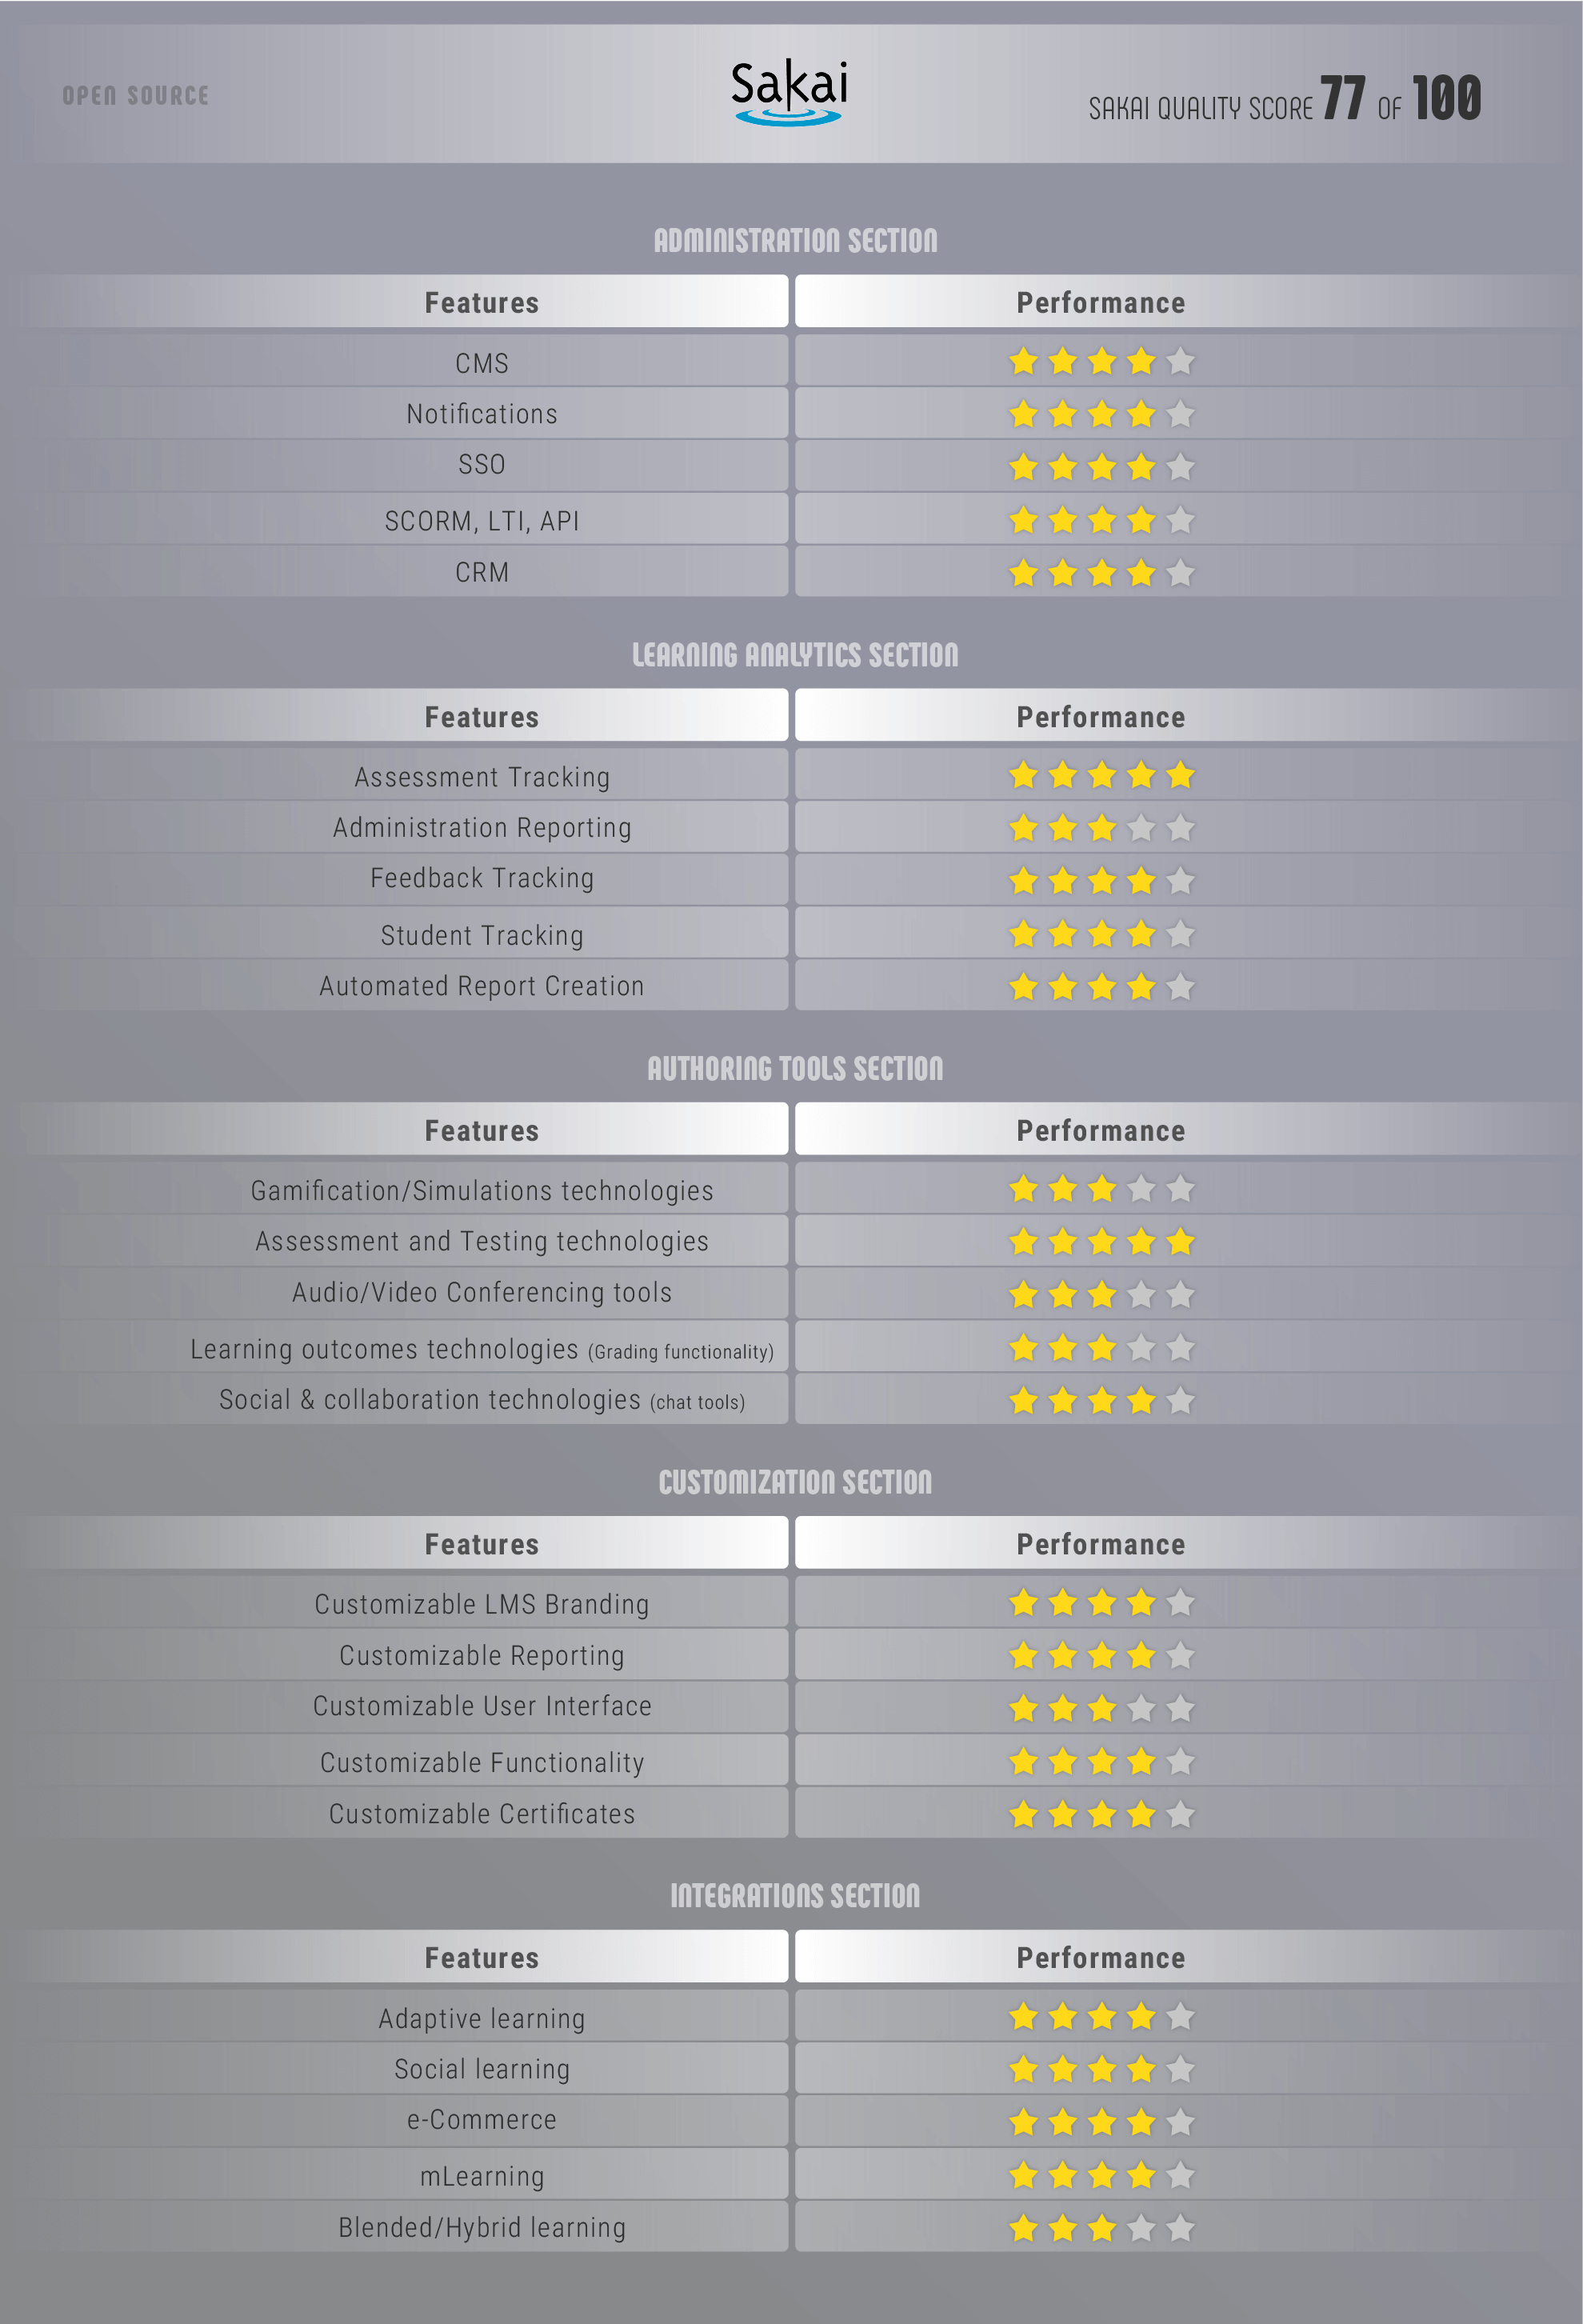 OPEN SOURCE
Sakai
SAKAI QUALITY SCORE 77 OF 100
ADMINISTRATION SECTION
Features Performance
CMS
Notifications
SSO
SCORM, LTI, API
CRM
LEARNING ANALYTICS SECTION
Features Performance
Assessment Tracking
Administration Reporting
Feedback Tracking
Student Tracking
Automated Report Creation
AUTHORING TOOLS SECTION
Features Performance
Gamification/Simulations technologies
Assessment and Testing technologies
Audio/Video Conferencing tools
Learning outcomes technologies (Grading functionality)
Social & collaboration technologies (chat tools)
CUSTOMIZATION SECTION
Features Performance
Customizable LMS Branding
Customizable Reporting
Customizable User Interface
Customizable Functionality
Customizable Certificates
INTEGRATIONS SECTION
Features Performance
Adaptive learning
Social learning
e-Commerce
mLearning
Blended/Hybrid learning